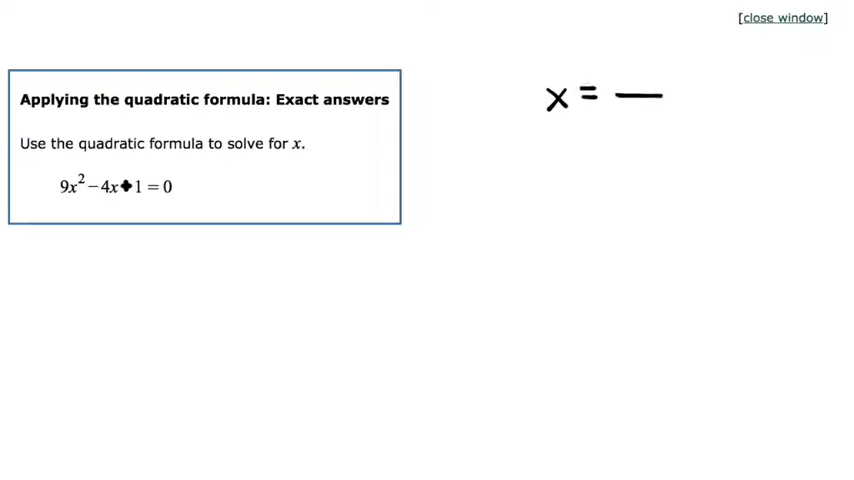 [close window]
Applying the quadratic formula: Exact answers
Use the quadratic formula to solve for x.
9x² − 4x 1 = 0
x = —